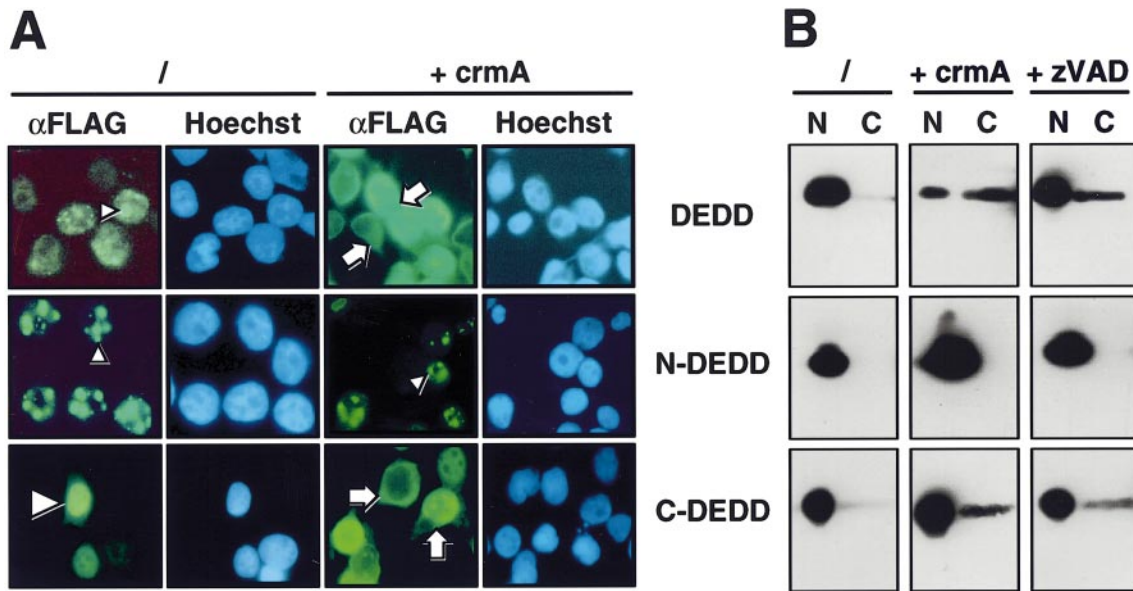 A
B
/ + crmA
/ + crmA + zVAD
αFLAG Hoechst αFLAG Hoechst
N C N C N C
DEDD
N-DEDD
C-DEDD